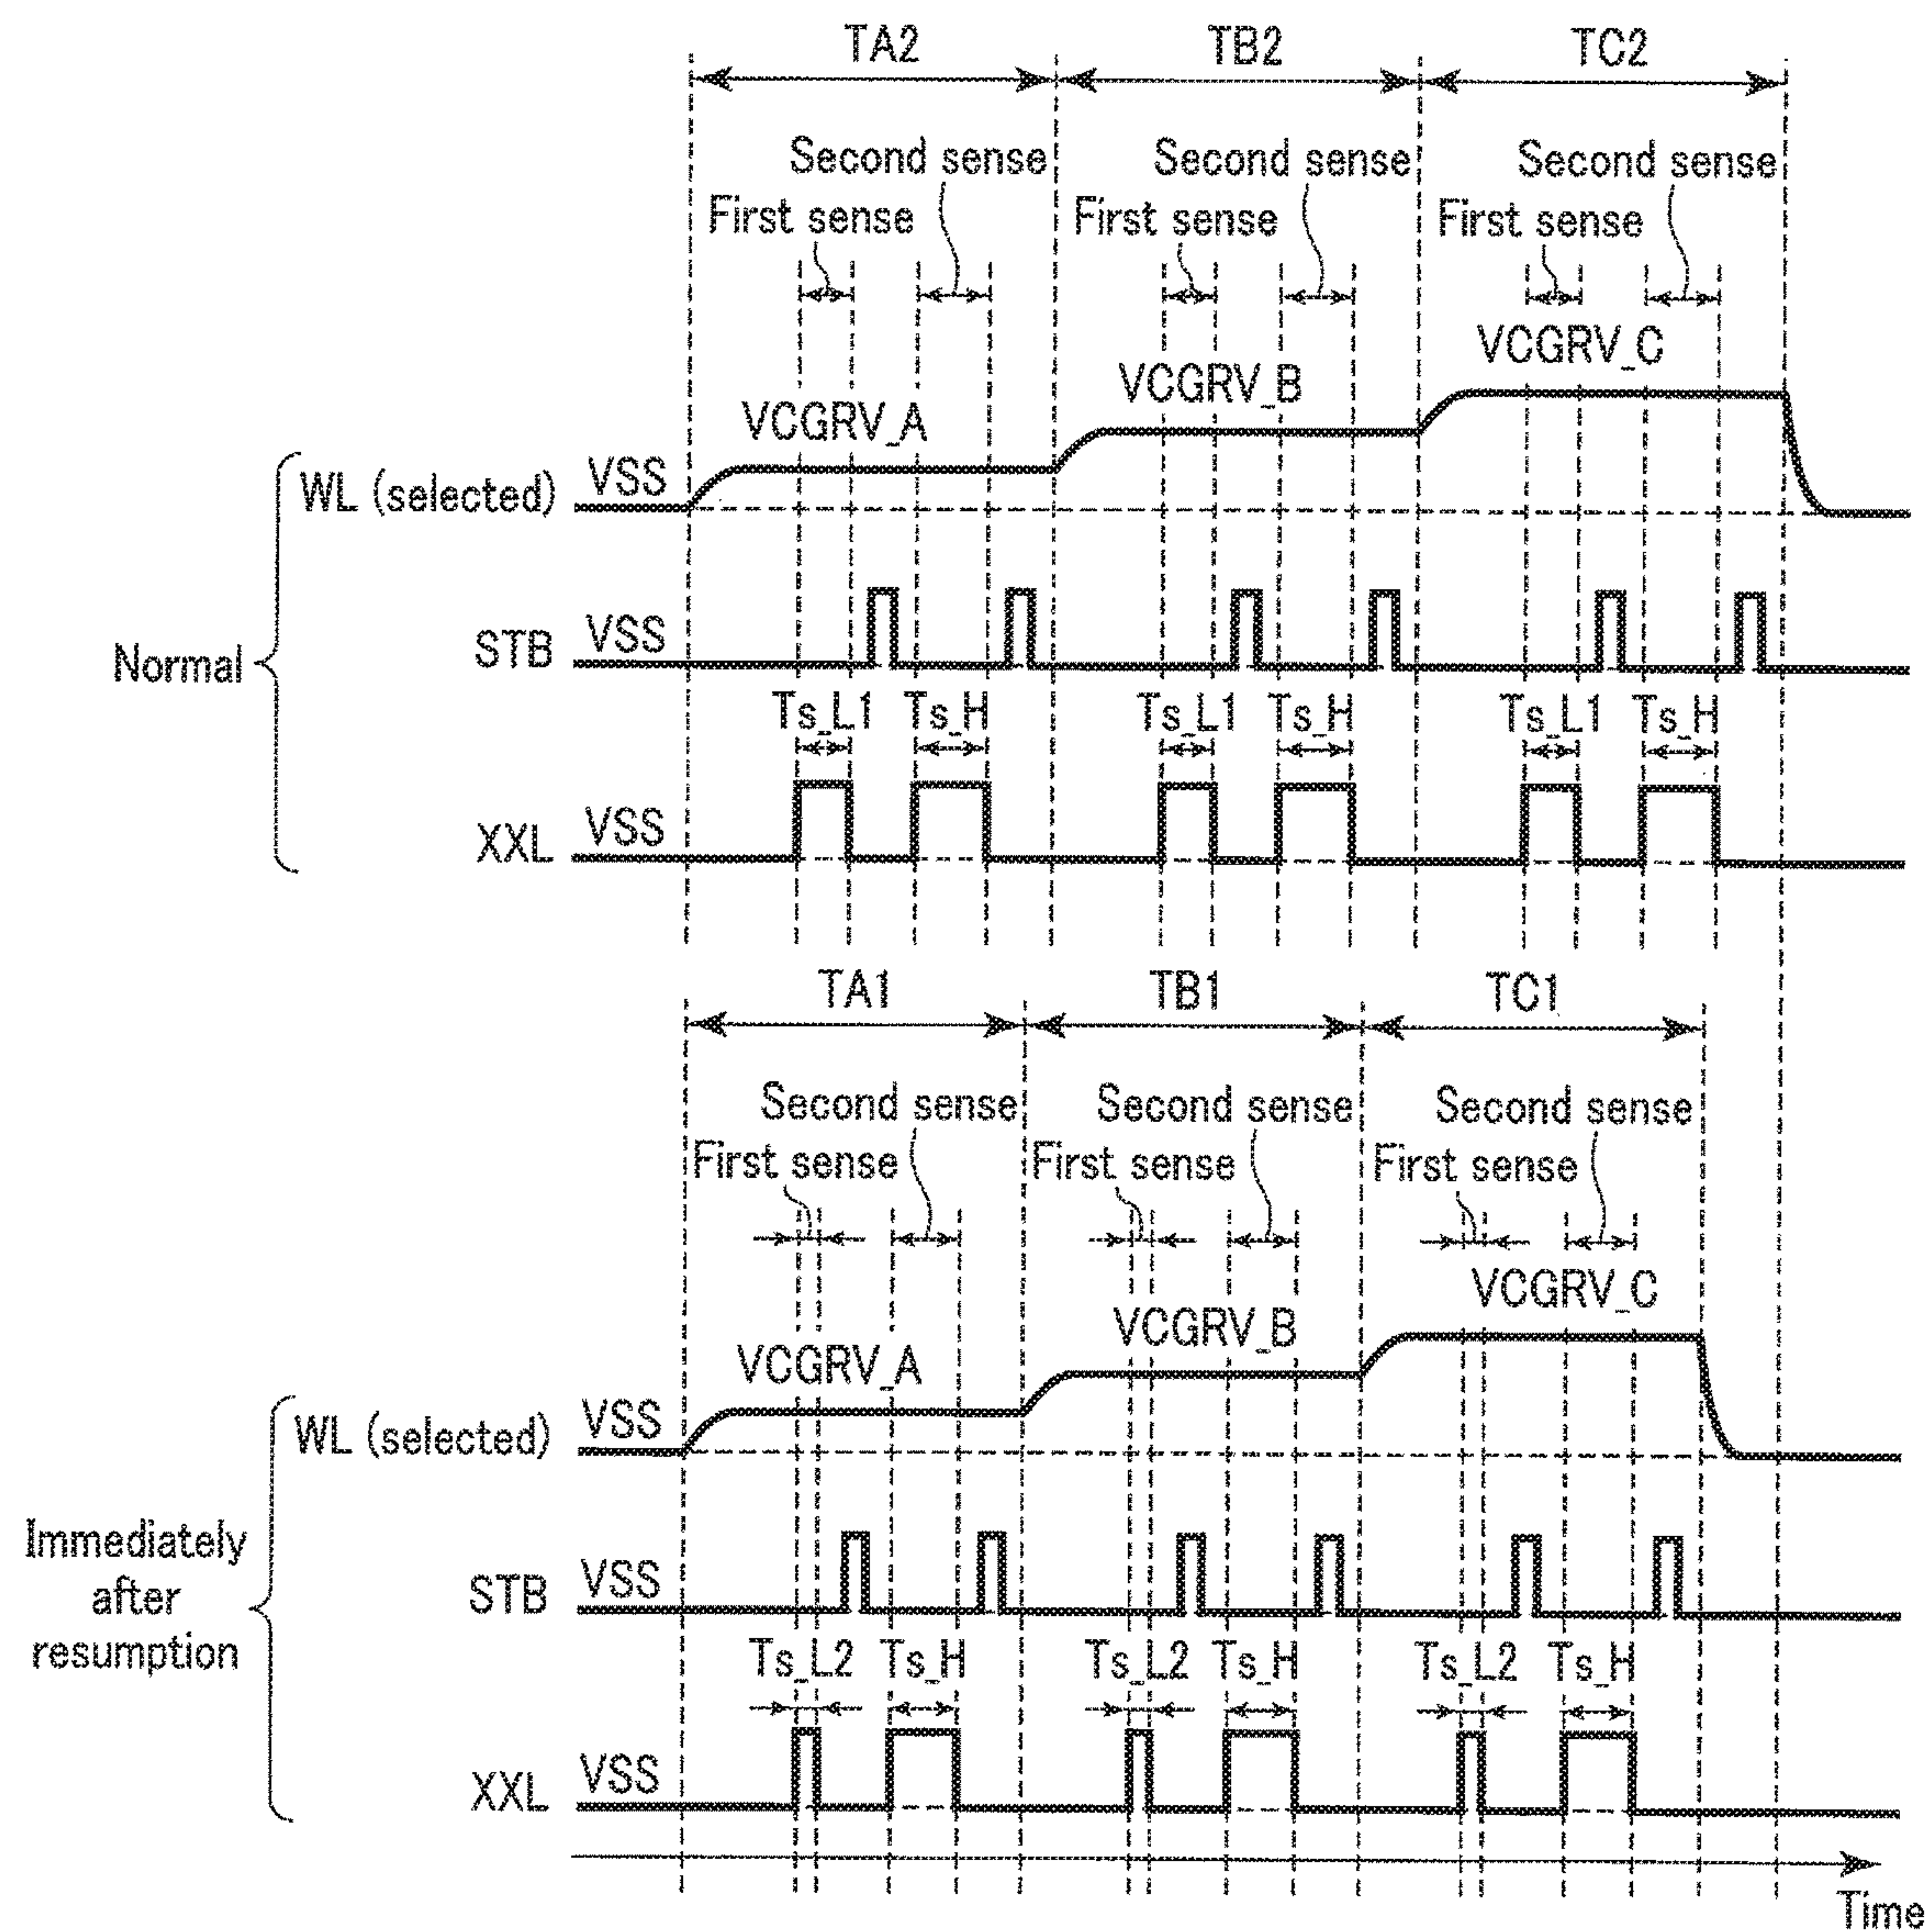 TA2 TB2 TC2
Second sense Second sense Second sense
First sense First sense First sense
VCGRV_C
VCGRV_B
VCGRV_A
WL (selected) VSS
Normal
STB VSS
Ts_L1 Ts_H Ts_L1 Ts_H Ts_L1 Ts_H
XXL VSS
TA1 TB1 TC1
Second sense Second sense Second sense
First sense First sense First sense
VCGRV_C
VCGRV_B
VCGRV_A
WL (selected) VSS
Immediately
after
resumption
STB VSS
Ts_L2 Ts_H Ts_L2 Ts_H Ts_L2 Ts_H
XXL VSS
Time